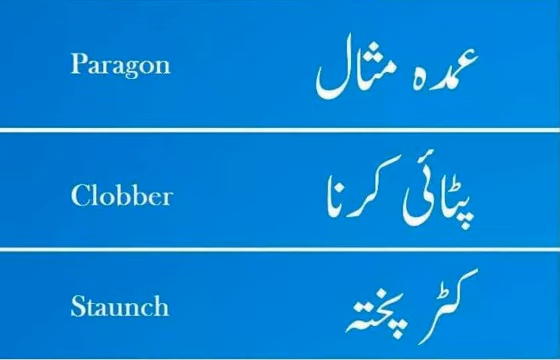 Paragon عمدہ مثال
Clobber پٹائی کرنا
Staunch کٹر پختہ